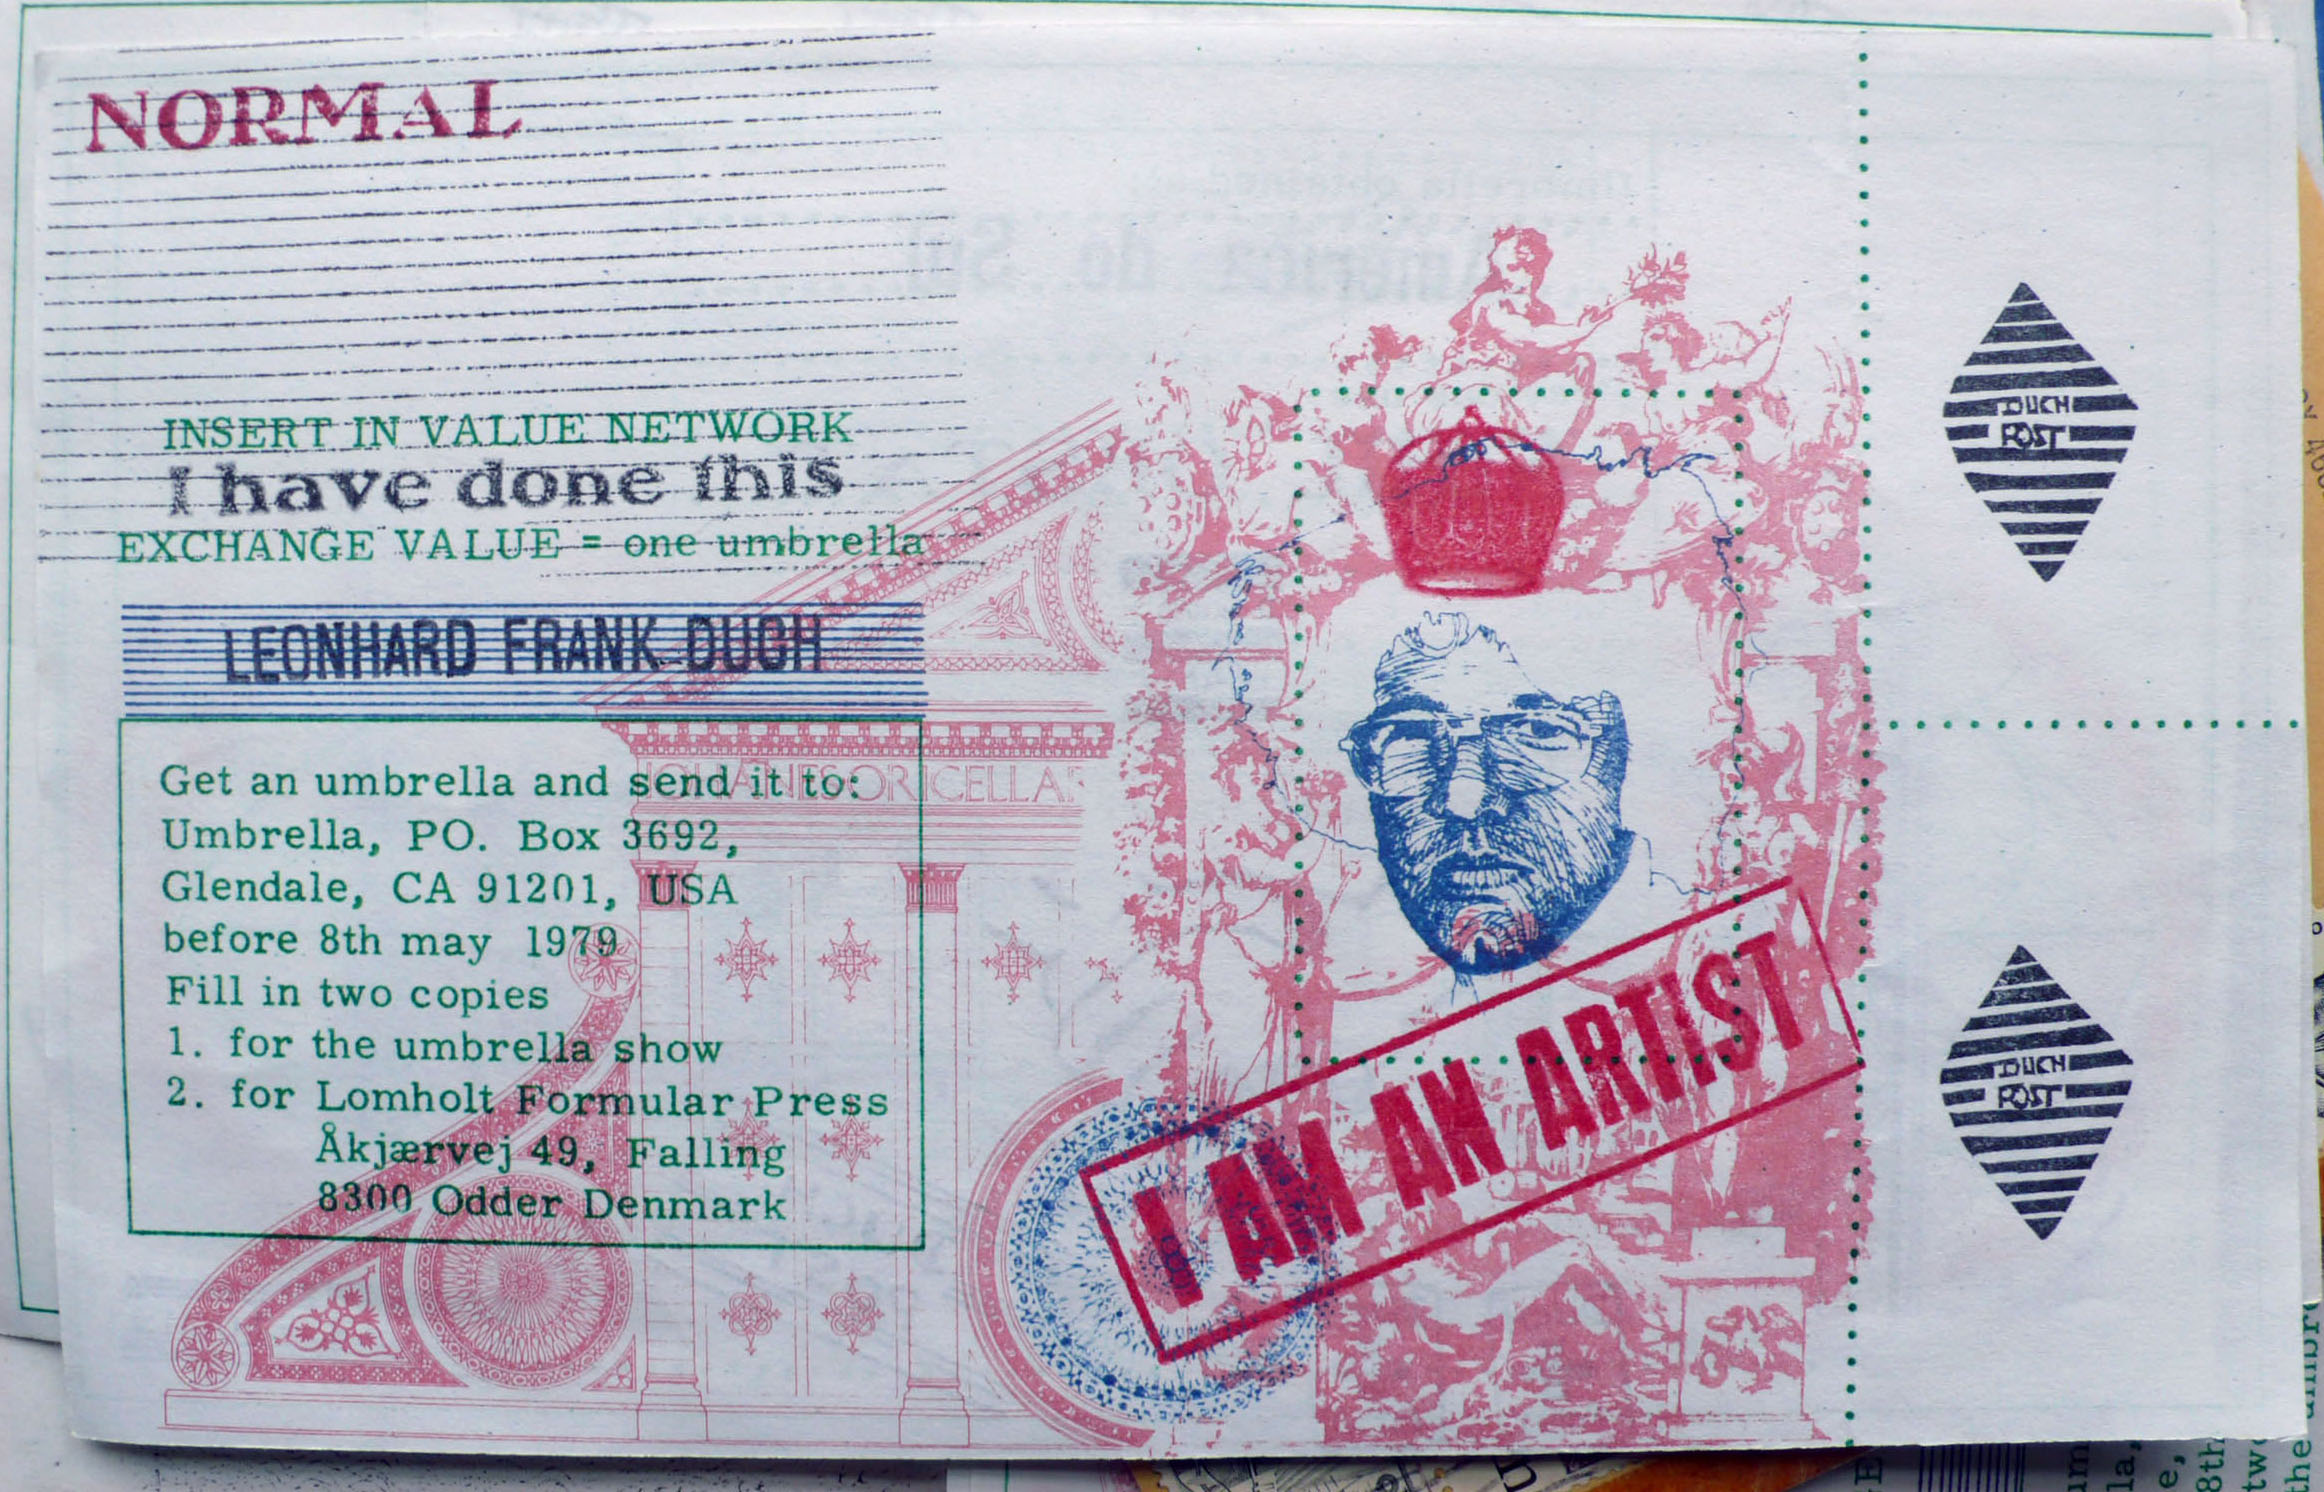 NORMAL
INSERT IN VALUE NETWORK
I have done this
EXCHANGE VALUE = one umbrella
LEONHARD FRANK DUCH
Get an umbrella and send it to:
Umbrella, PO. Box 3692,
Glendale, CA 91201, USA
before 8th may 1979
Fill in two copies
1. for the umbrella show
2. for Lomholt Formular Press
Åkjærvej 49, Falling
8300 Odder Denmark
I AM AN ARTIST
DUCH
POST
DUCH
POST